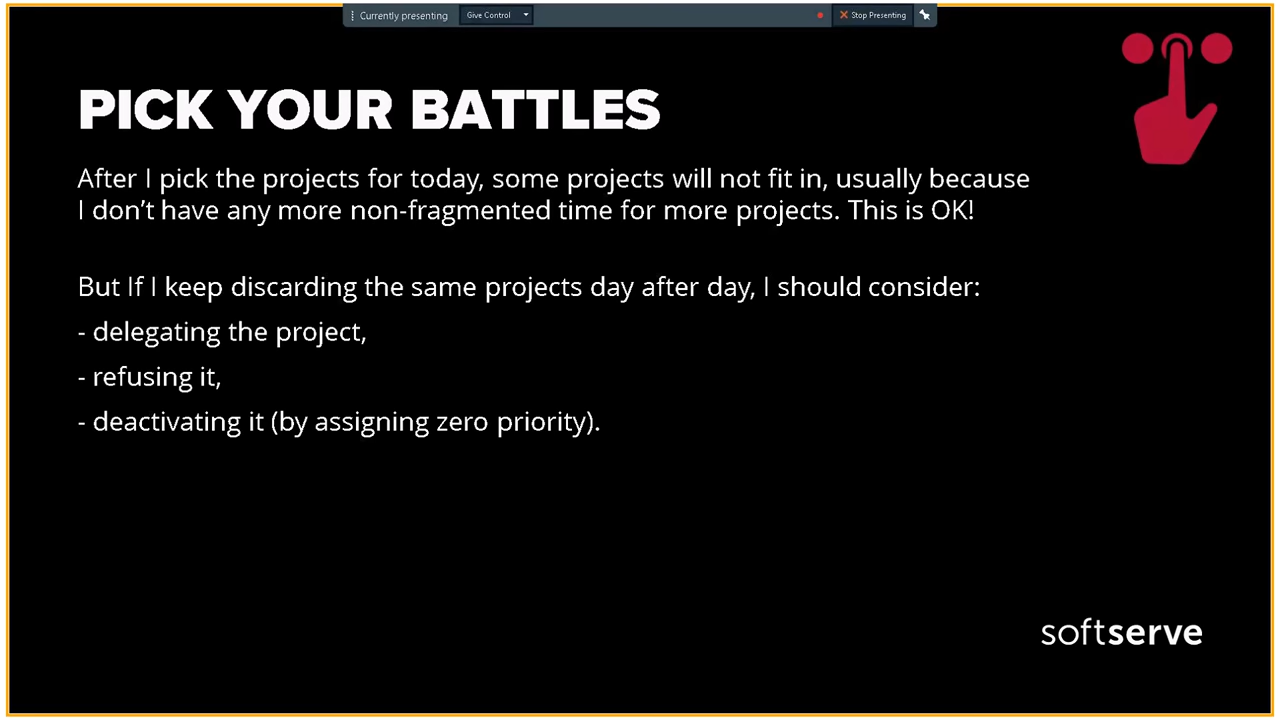 Currently presenting Give Control Stop Presenting
PICK YOUR BATTLES
After I pick the projects for today, some projects will not fit in, usually because
I don’t have any more non-fragmented time for more projects. This is OK!
But If I keep discarding the same projects day after day, I should consider:
- delegating the project,
- refusing it,
- deactivating it (by assigning zero priority).
softserve